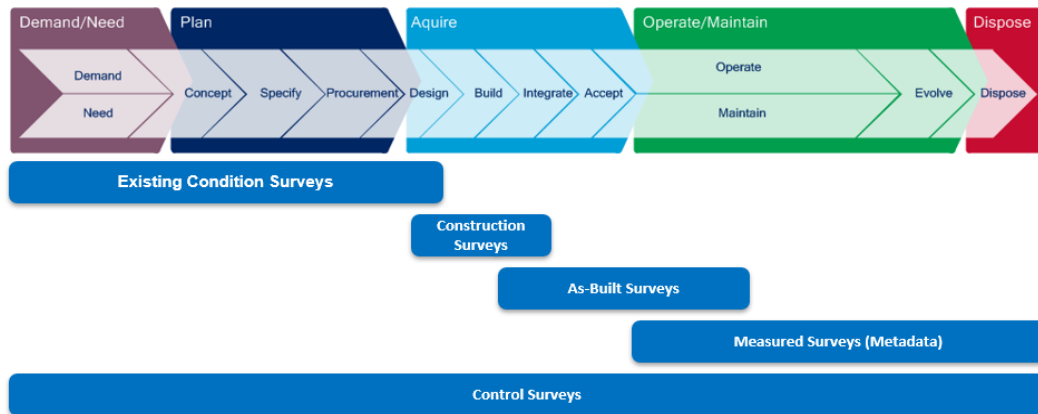 Demand/Need
Plan
Aquire
Operate/Maintain
Dispose
Demand
Need
Concept
Specify
Procurement
Design
Build
Integrate
Accept
Operate
Maintain
Evolve
Dispose
Existing Condition Surveys
Construction
Surveys
As-Built Surveys
Measured Surveys (Metadata)
Control Surveys